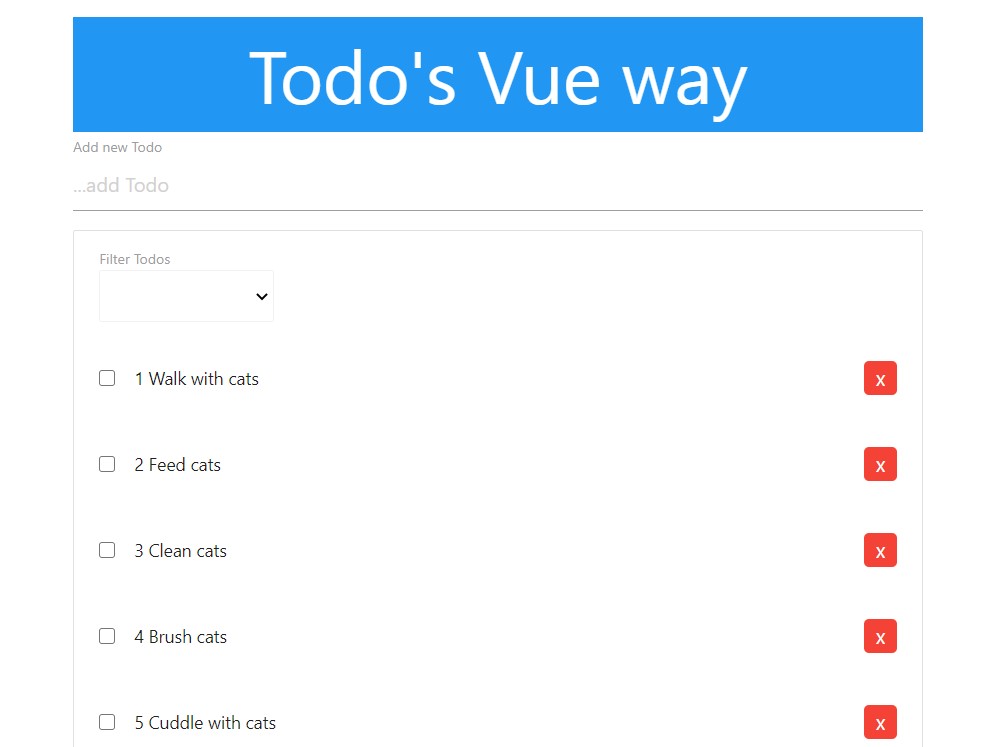 Todo's Vue way
Add new Todo
...add Todo
Filter Todos
1 Walk with cats
x
2 Feed cats
x
3 Clean cats
x
4 Brush cats
x
5 Cuddle with cats
x